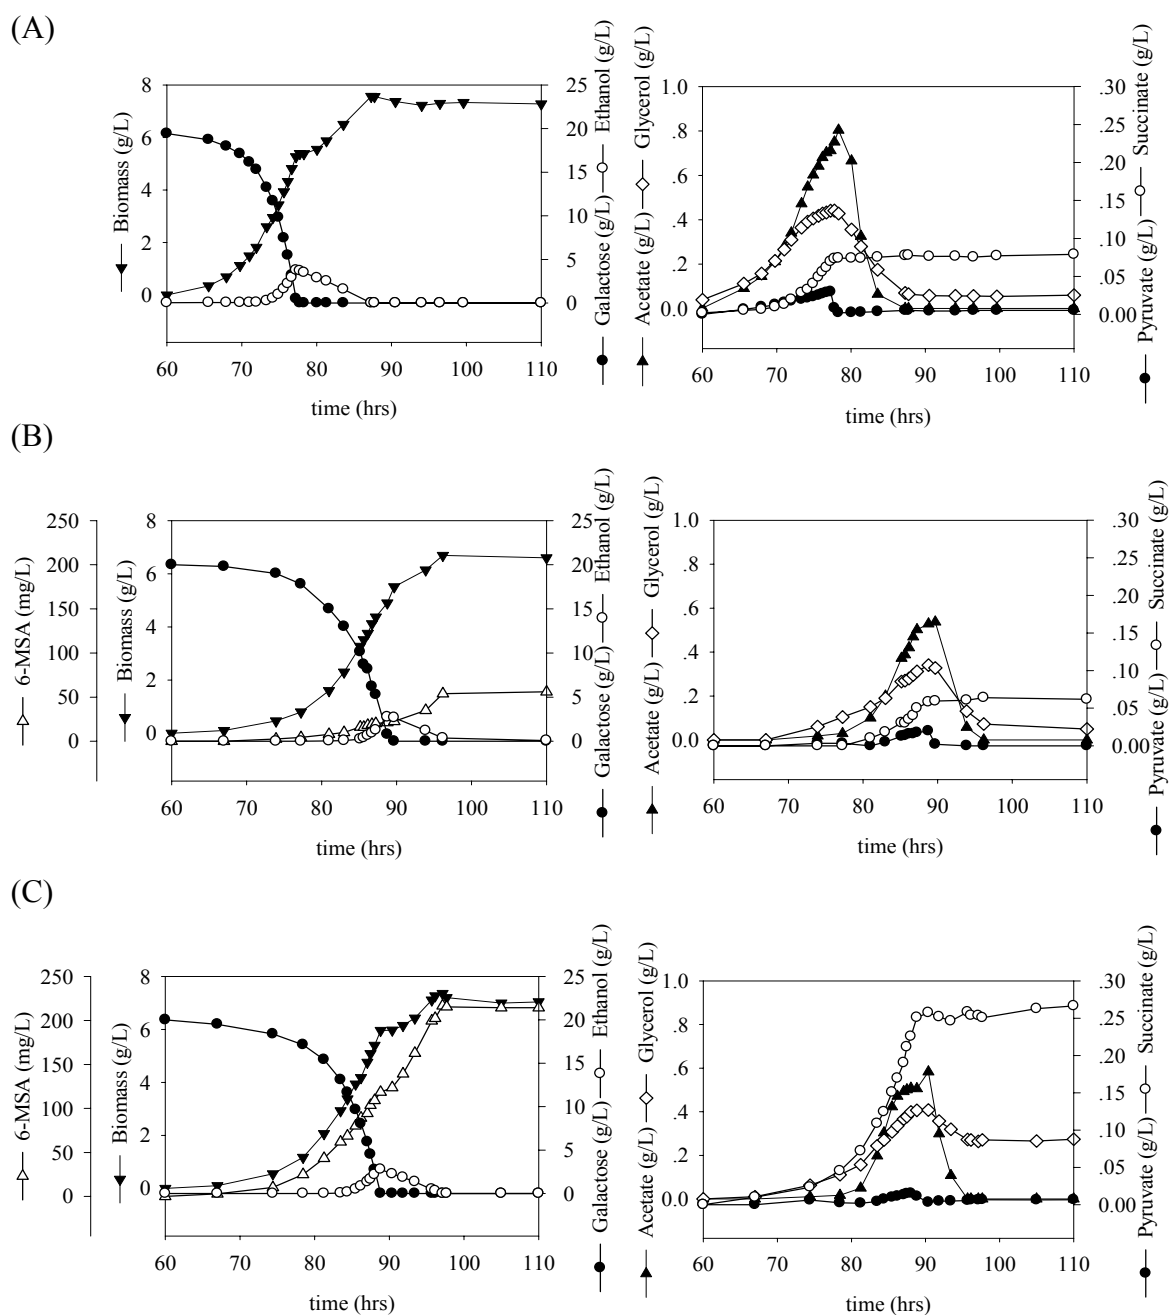 (A)
Biomass (g/L)
8
6
4
2
0
25
20
15
10
5
0
Galactose (g/L)
Ethanol (g/L)
60 70 80 90 100 110
time (hrs)
Acetate (g/L)
Glycerol (g/L)
1.0
.8
.6
.4
.2
0.0
0.30
.25
.20
.15
.10
.05
0.00
Pyruvate (g/L)
Succinate (g/L)
60 70 80 90 100 110
time (hrs)
(B)
6-MSA (mg/L)
250
200
150
100
50
0
Biomass (g/L)
8
6
4
2
0
25
20
15
10
5
0
Galactose (g/L)
Ethanol (g/L)
60 70 80 90 100 110
time (hrs)
Acetate (g/L)
Glycerol (g/L)
1.0
.8
.6
.4
.2
0.0
.30
.25
.20
.15
.10
.05
0.00
Pyruvate (g/L)
Succinate (g/L)
60 70 80 90 100 110
time (hrs)
(C)
6-MSA (mg/L)
250
200
150
100
50
0
Biomass (g/L)
8
6
4
2
0
25
20
15
10
5
0
Galactose (g/L)
Ethanol (g/L)
60 70 80 90 100 110
time (hrs)
Acetate (g/L)
Glycerol (g/L)
1.0
.8
.6
.4
.2
0.0
.30
.25
.20
.15
.10
.05
0.00
Pyruvate (g/L)
Succinate (g/L)
60 70 80 90 100 110
time (hrs)